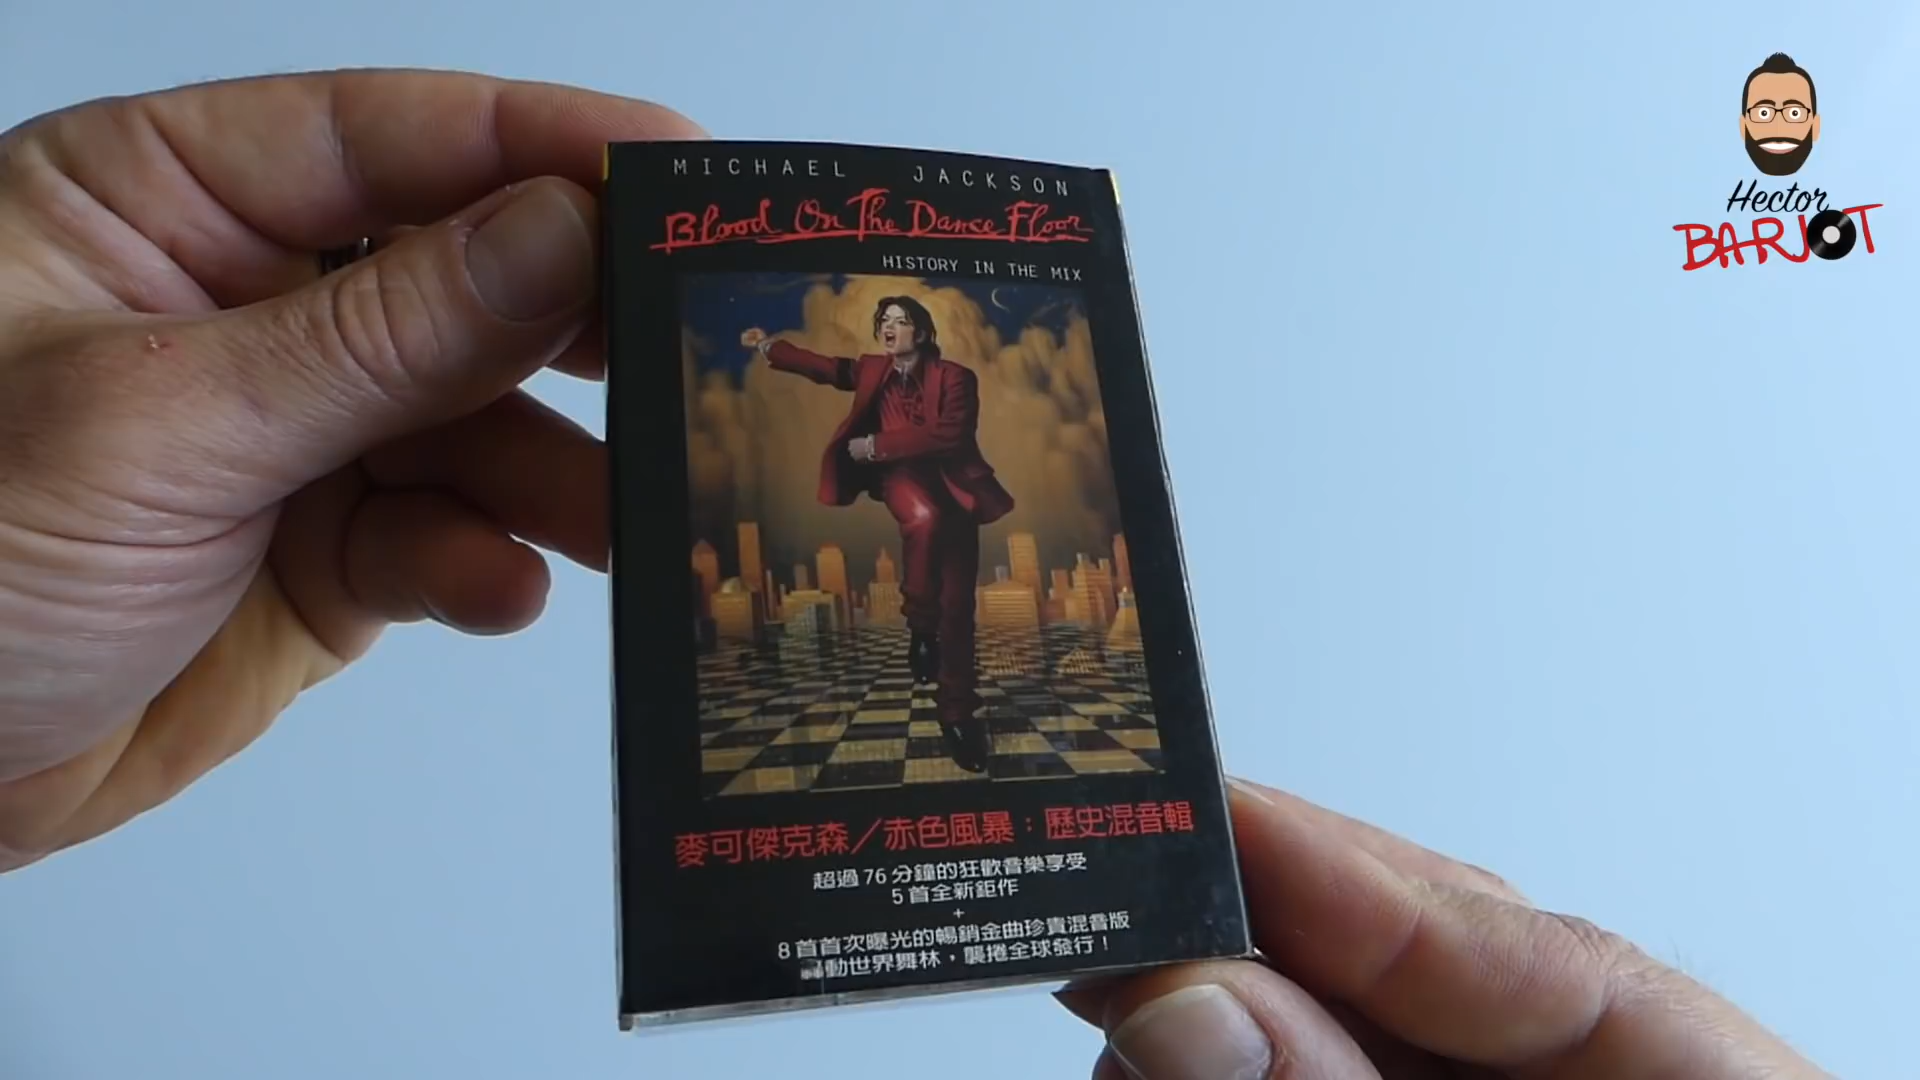 MICHAEL JACKSON
Blood On The Dance Floor
HISTORY IN THE MIX
麥可傑克森／赤色風暴：歷史混音輯
超過76分鐘的狂歡音樂享受
5首全新鉅作
+
8首首次曝光的暢銷金曲珍貴混音版
轟動世界舞林，襲捲全球發行！
Hector
BARJOT